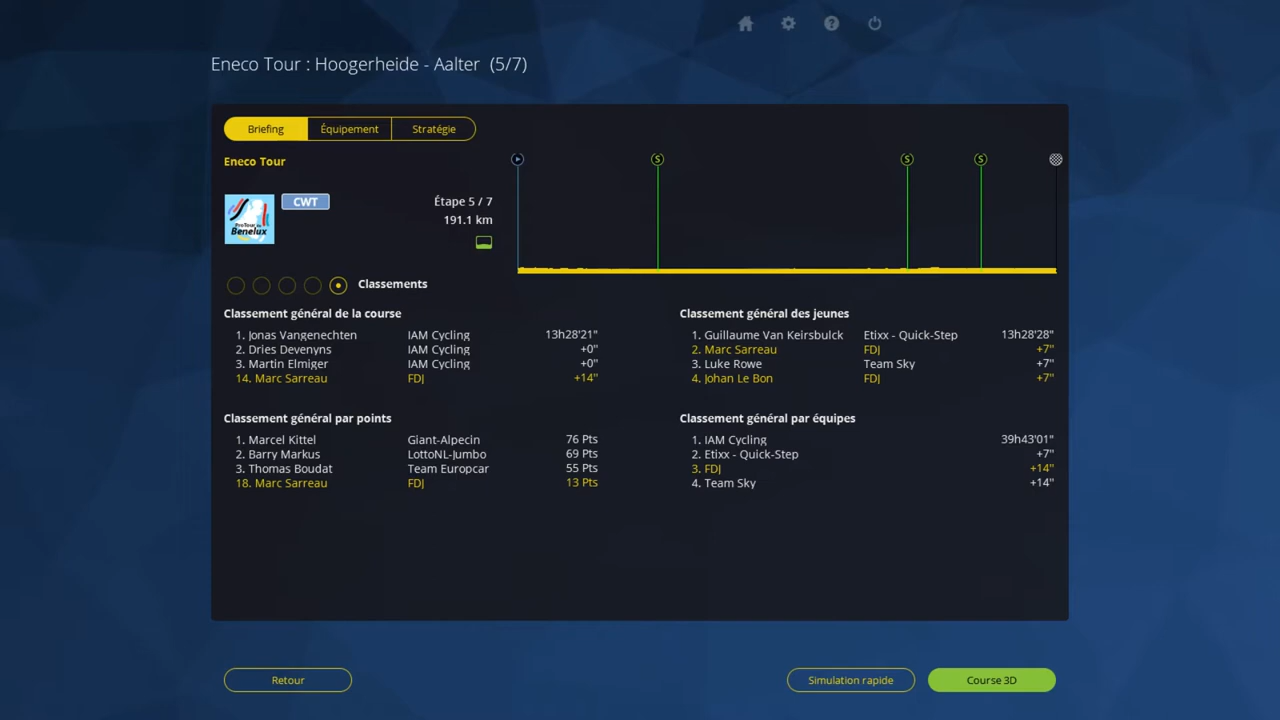 Eneco Tour : Hoogerheide - Aalter (5/7)
Briefing Équipement Stratégie
Eneco Tour
S S S
CWT
Étape 5 / 7
ProTour
Benelux
191.1 km
Classements
Classement général de la course
1. Jonas Vangenechten IAM Cycling 13h28'21"
2. Dries Devenyns IAM Cycling +0"
3. Martin Elmiger IAM Cycling +0"
14. Marc Sarreau FDJ +14"
Classement général des jeunes
1. Guillaume Van Keirsbulck Etixx - Quick-Step 13h28'28"
2. Marc Sarreau FDJ +7"
3. Luke Rowe Team Sky +7"
4. Johan Le Bon FDJ +7"
Classement général par points
1. Marcel Kittel Giant-Alpecin 76 Pts
2. Barry Markus LottoNL-Jumbo 69 Pts
3. Thomas Boudat Team Europcar 55 Pts
18. Marc Sarreau FDJ 13 Pts
Classement général par équipes
1. IAM Cycling 39h43'01"
2. Etixx - Quick-Step +7"
3. FDJ +14"
4. Team Sky +14"
Retour
Simulation rapide
Course 3D